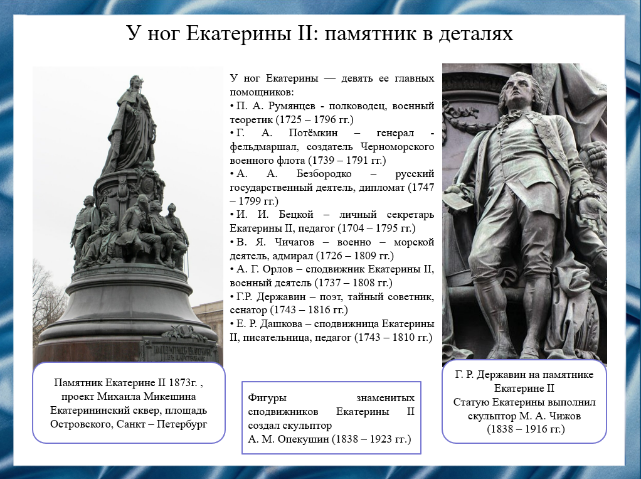 У ног Екатерины II: памятник в деталях
У ног Екатерины — девять ее главных
помощников:
• П. А. Румянцев - полководец, военный
теоретик (1725 – 1796 гг.)
• Г. А. Потёмкин – генерал -
фельдмаршал, создатель Черноморского
военного флота (1739 – 1791 гг.)
• А. А. Безбородко – русский
государственный деятель, дипломат (1747
– 1799 гг.)
• И. И. Бецкой – личный секретарь
Екатерины II, педагог (1704 – 1795 гг.)
• В. Я. Чичагов – военно – морской
деятель, адмирал (1726 – 1809 гг.)
• А. Г. Орлов – сподвижник Екатерины II,
военный деятель (1737 – 1808 гг.)
• Г.Р. Державин – поэт, тайный советник,
сенатор (1743 – 1816 гг.)
• Е. Р. Дашкова – сподвижница Екатерины
II, писательница, педагог (1743 – 1810 гг.)
Памятник Екатерине II 1873г. ,
проект Михаила Микешина
Екатерининский сквер, площадь
Островского, Санкт – Петербург
Фигуры знаменитых
сподвижников Екатерины II
создал скульптор
А. М. Опекушин (1838 – 1923 гг.)
Г. Р. Державин на памятнике
Екатерине II
Статую Екатерины выполнил
скульптор М. А. Чижов
(1838 – 1916 гг.)